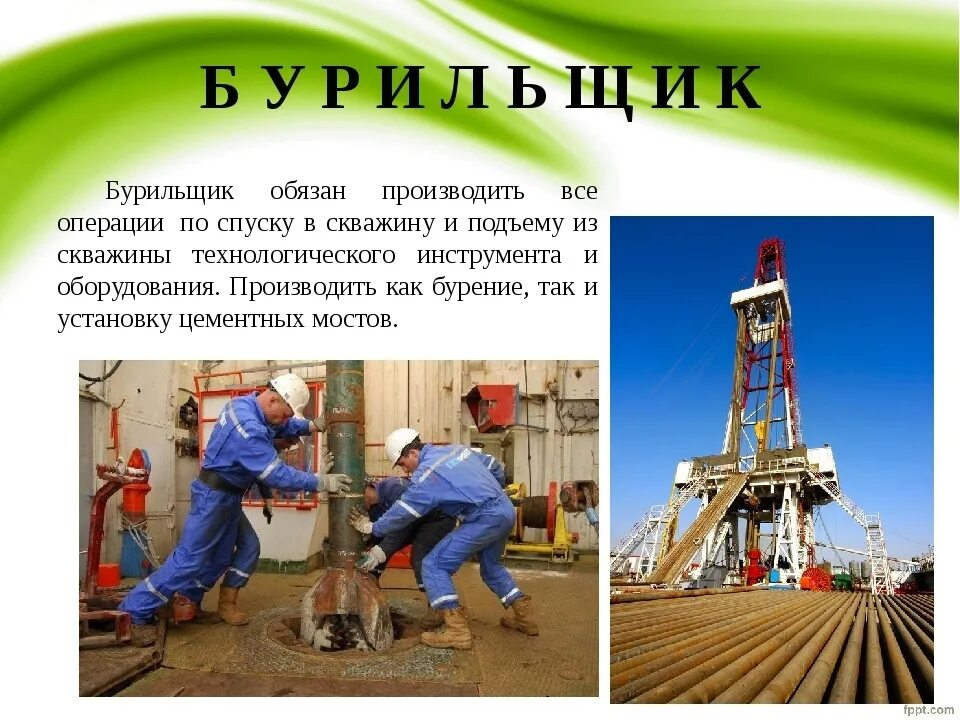 БУРИЛЬЩИК
Бурильщик обязан производить все
операции по спуску в скважину и подъему из
скважины технологического инструмента и
оборудования. Производить как бурение, так и
установку цементных мостов.
fppt.com